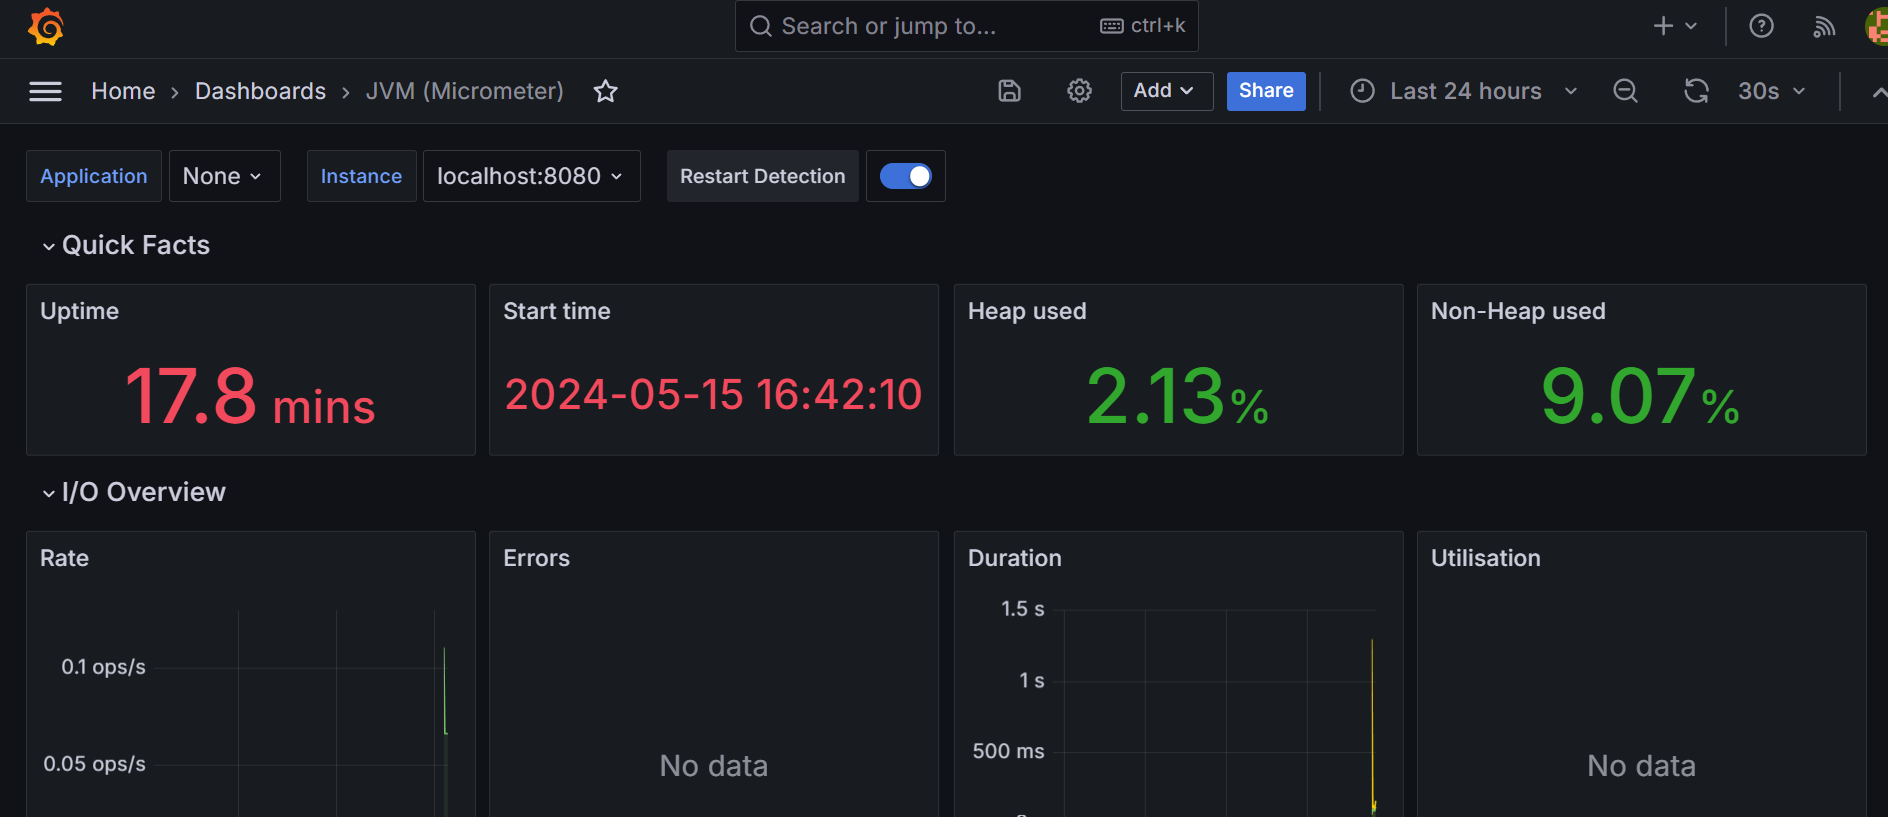 Search or jump to... ctrl+k
Home › Dashboards › JVM (Micrometer) Add Share Last 24 hours 30s
Application None Instance localhost:8080 Restart Detection
Quick Facts
Uptime
17.8 mins
Start time
2024-05-15 16:42:10
Heap used
2.13%
Non-Heap used
9.07%
I/O Overview
Rate
0.1 ops/s
0.05 ops/s
Errors
No data
Duration
1.5 s
1 s
500 ms
Utilisation
No data